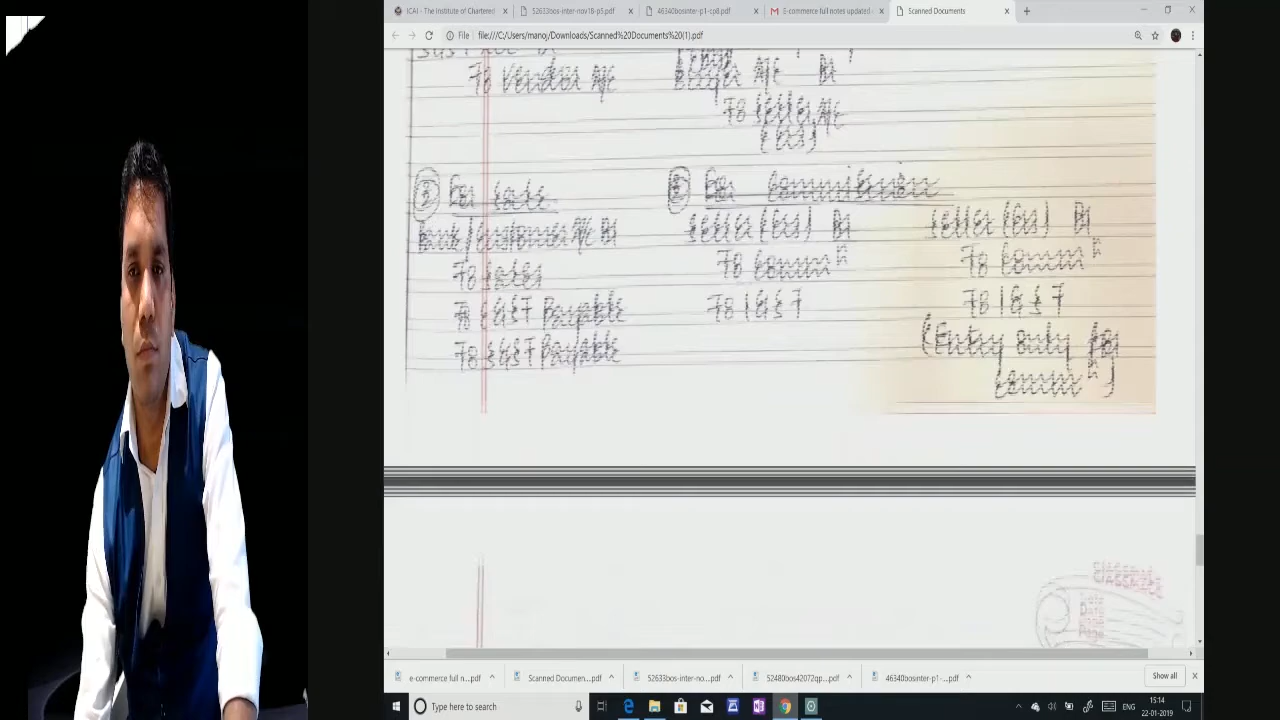 ICAI - The Institute of Chartered
52633bos-inter-nov18-p5.pdf
46340bosinter-p1-cp8.pdf
E-commerce full notes updated
Scanned Documents
File
file:///C:/Users/manoj/Downloads/Scanned%20Documents%20(1).pdf
To Vendor A/c
A/c Dr
To Seller A/c
(Eco)
③ For Sale
For Commission
Bank / Customer A/c Dr
To Sales
To CGST Payable
To SGST Payable
Seller (Eco) Dr
To Commn
To IGST
Seller (Eco) Dr
To Commn
To IGST
(Entry only for
Commn)
CLASSMATE
Date
Page
e-commerce full n....pdf
Scanned Documen....pdf
52633bos-inter-no....pdf
52480bos42072qp....pdf
46340bosinter-p1-....pdf
Show all
Type here to search
ENG
15:14
22-01-2019